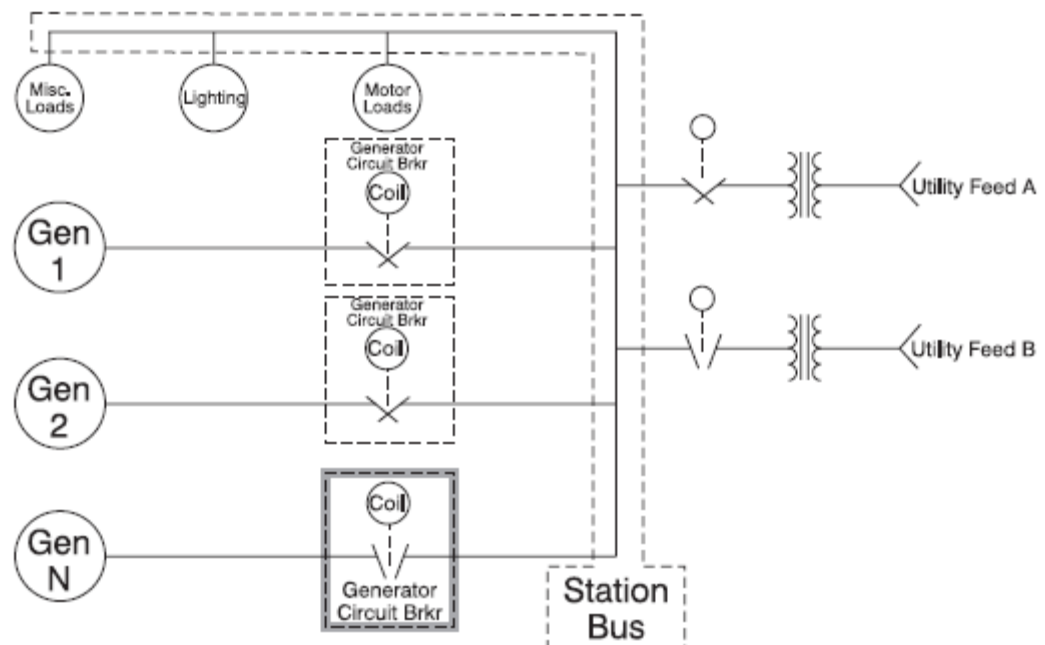 Misc.
Loads
Lighting
Motor
Loads
Generator
Circuit Brkr
Coil
Utility Feed A
Gen
1
Generator
Circuit Brkr
Coil
Utility Feed B
Gen
2
Coil
Gen
N
Generator
Circuit Brkr
Station
Bus